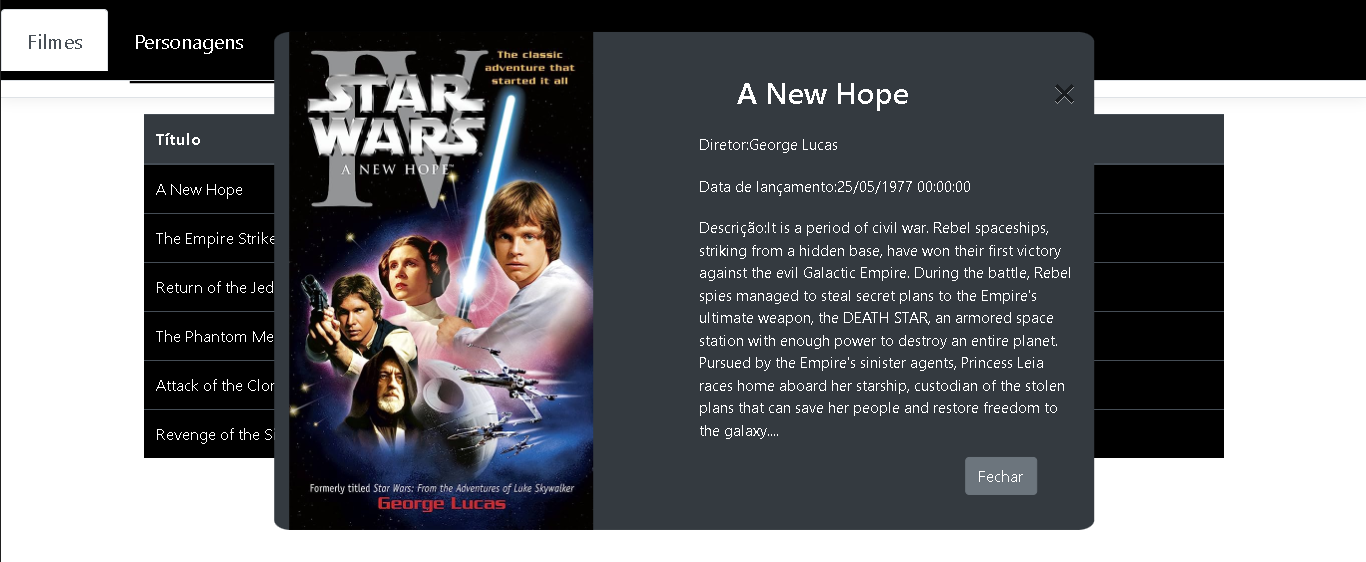 Filmes
Personagens
Título
A New Hope
The Empire Strike
Return of the Jed
The Phantom Me
Attack of the Clon
Revenge of the S
The classic
adventure that
started it all
IV
STAR
WARS
A NEW HOPE™
Formerly titled Star Wars: From the Adventures of Luke Skywalker
George Lucas
A New Hope
×
Diretor:George Lucas
Data de lançamento:25/05/1977 00:00:00
Descrição:It is a period of civil war. Rebel spaceships,
striking from a hidden base, have won their first victory
against the evil Galactic Empire. During the battle, Rebel
spies managed to steal secret plans to the Empire's
ultimate weapon, the DEATH STAR, an armored space
station with enough power to destroy an entire planet.
Pursued by the Empire's sinister agents, Princess Leia
races home aboard her starship, custodian of the stolen
plans that can save her people and restore freedom to
the galaxy....
Fechar